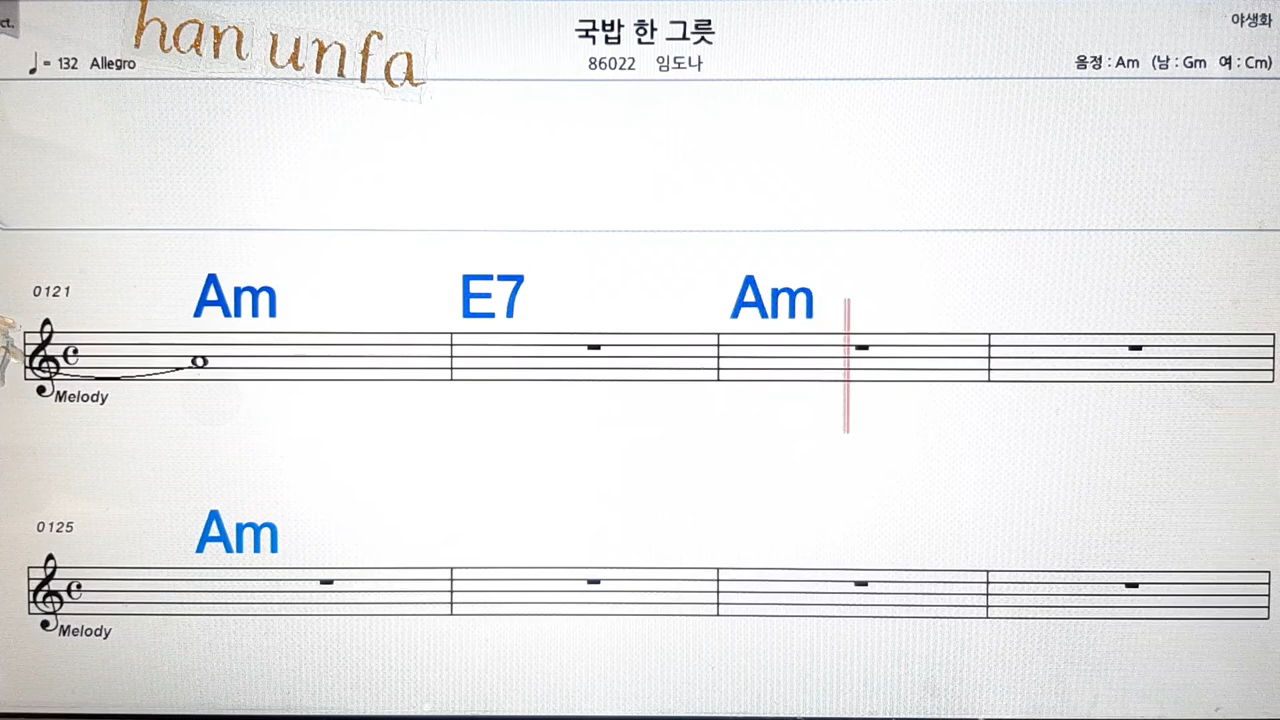 ct.
han unfa
국밥 한 그릇
야생화
♩= 132 Allegro
86022 임도나
음정 : Am (남 : Gm 여 : Cm)
0121
Am E7 Am
Melody
0125
Am
Melody